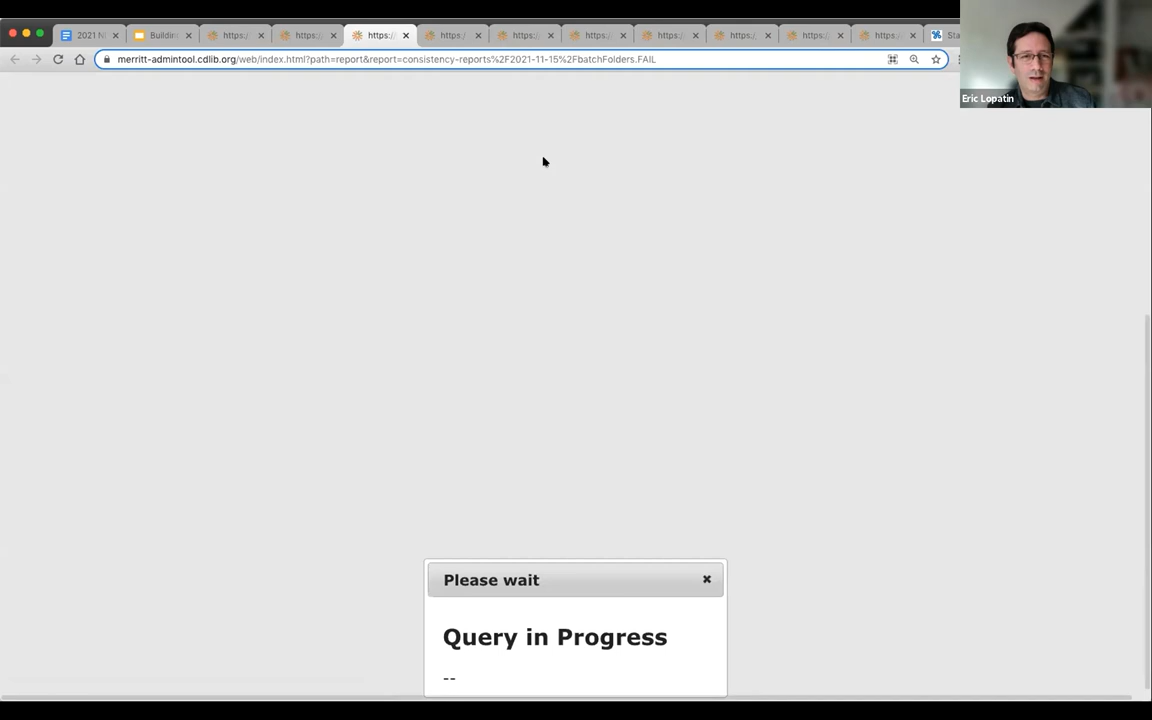 2021 N
Buildin
https:/
https:/
https:/
https:/
https:/
https:/
https:/
https:/
https:/
https:/
Sta
merritt-admintool.cdlib.org/web/index.html?path=report&report=consistency-reports%2F2021-11-15%2FbatchFolders.FAIL
Eric Lopatin
Please wait
Query in Progress
--